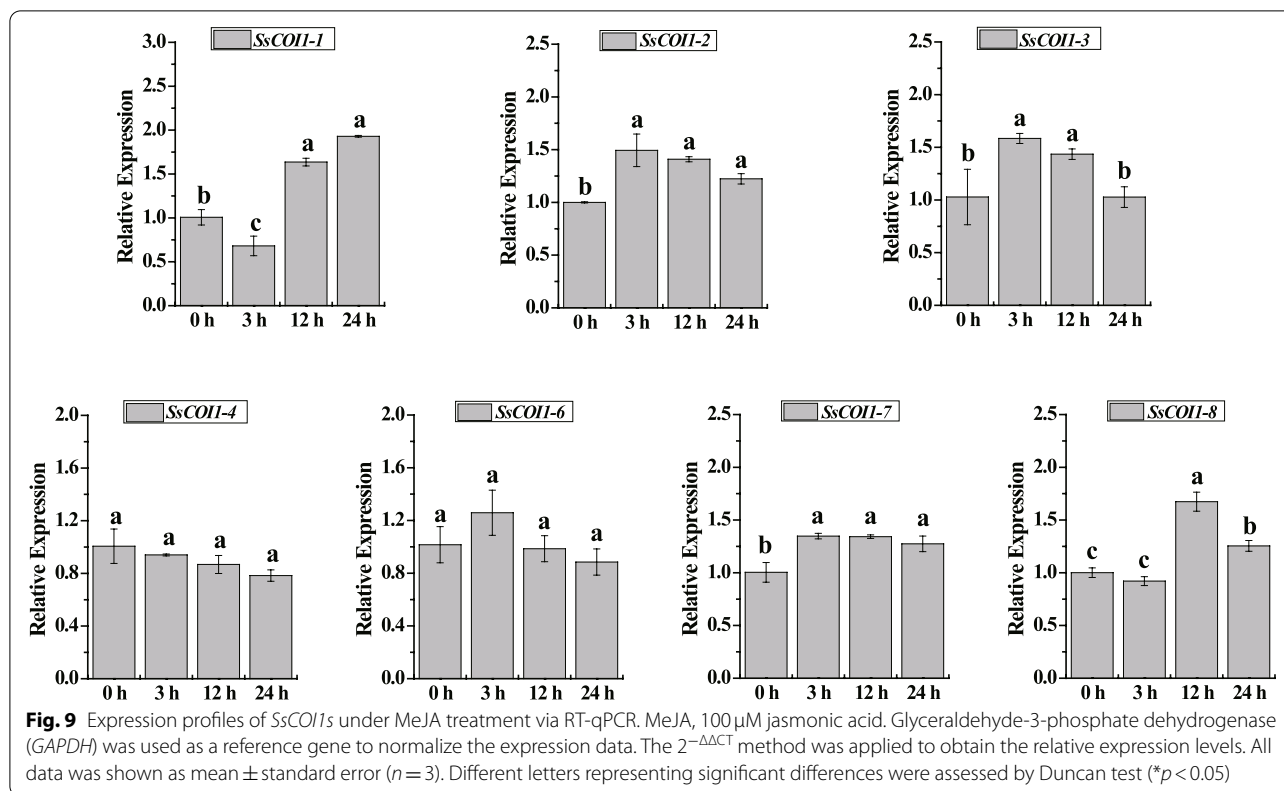 SsCOI1-1
3.0
2.5
2.0
1.5
1.0
0.5
0.0
Relative Expression
b
c
a
a
0 h 3 h 12 h 24 h
SsCOI1-2
2.5
2.0
1.5
1.0
0.5
0.0
Relative Expression
b
a
a
a
0 h 3 h 12 h 24 h
SsCOI1-3
2.5
2.0
1.5
1.0
0.5
0.0
Relative Expression
b
a
a
b
0 h 3 h 12 h 24 h
SsCOI1-4
2.0
1.6
1.2
0.8
0.4
0.0
Relative Expression
a
a
a
a
0 h 3 h 12 h 24 h
SsCOI1-6
2.0
1.6
1.2
0.8
0.4
0.0
Relative Expression
a
a
a
a
0 h 3 h 12 h 24 h
SsCOI1-7
2.5
2.0
1.5
1.0
0.5
0.0
Relative Expression
b
a
a
a
0 h 3 h 12 h 24 h
SsCOI1-8
2.5
2.0
1.5
1.0
0.5
0.0
Relative Expression
c
c
a
b
0 h 3 h 12 h 24 h
Fig. 9 Expression profiles of SsCOI1s under MeJA treatment via RT-qPCR. MeJA, 100 μM jasmonic acid. Glyceraldehyde-3-phosphate dehydrogenase
(GAPDH) was used as a reference gene to normalize the expression data. The 2−ΔΔCT method was applied to obtain the relative expression levels. All
data was shown as mean ± standard error (n = 3). Different letters representing significant differences were assessed by Duncan test (*p < 0.05)